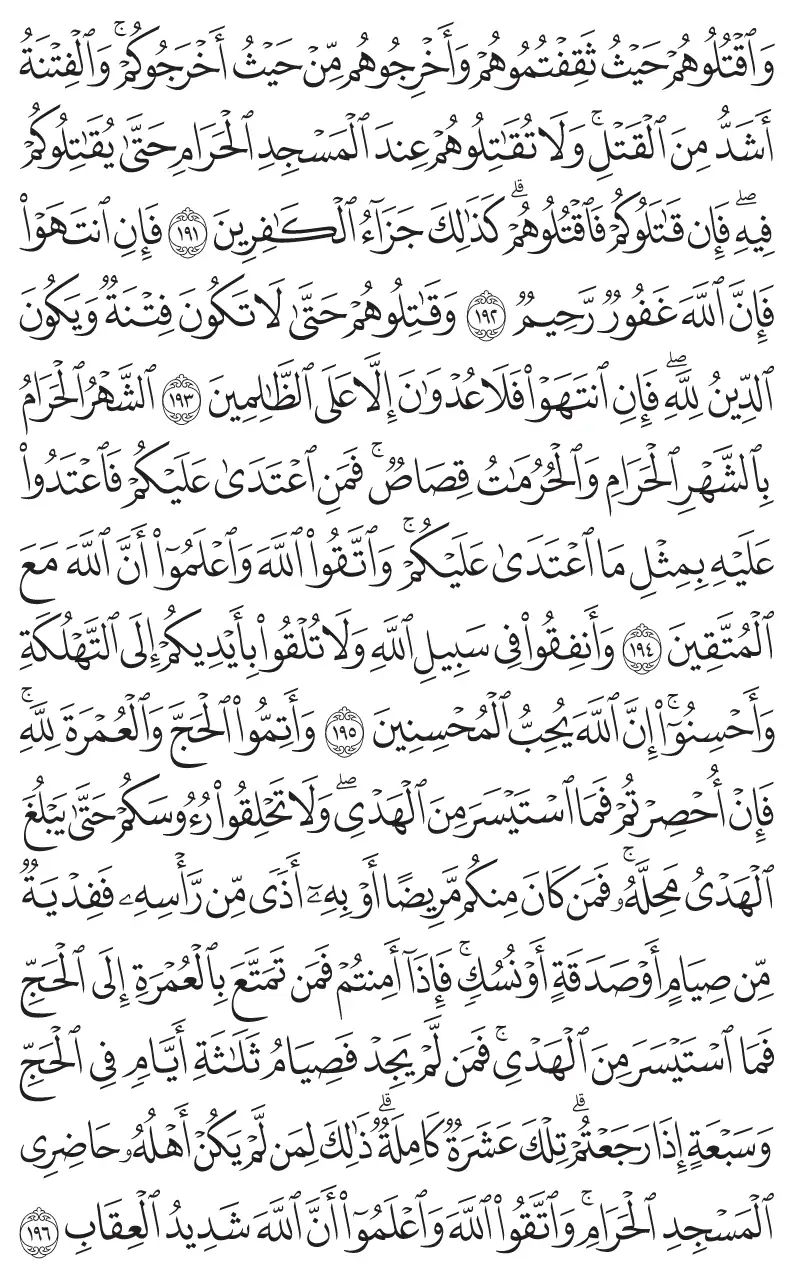 وَٱقۡتُلُوهُمۡ حَيۡثُ ثَقِفۡتُمُوهُمۡ وَأَخۡرِجُوهُم مِّنۡ حَيۡثُ أَخۡرَجُوكُمۡۚ وَٱلۡفِتۡنَةُ
أَشَدُّ مِنَ ٱلۡقَتۡلِۚ وَلَا تُقَٰتِلُوهُمۡ عِندَ ٱلۡمَسۡجِدِ ٱلۡحَرَامِ حَتَّىٰ يُقَٰتِلُوكُمۡ
فِيهِۖ فَإِن قَٰتَلُوكُمۡ فَٱقۡتُلُوهُمۡۗ كَذَٰلِكَ جَزَآءُ ٱلۡكَٰفِرِينَ ١٩١ فَإِنِ ٱنتَهَوۡاْ
فَإِنَّ ٱللَّهَ غَفُورٞ رَّحِيمٞ ١٩٢ وَقَٰتِلُوهُمۡ حَتَّىٰ لَا تَكُونَ فِتۡنَةٞ وَيَكُونَ
ٱلدِّينُ لِلَّهِۖ فَإِنِ ٱنتَهَوۡاْ فَلَا عُدۡوَٰنَ إِلَّا عَلَى ٱلظَّٰلِمِينَ ١٩٣ ٱلشَّهۡرُ ٱلۡحَرَامُ
بِٱلشَّهۡرِ ٱلۡحَرَامِ وَٱلۡحُرُمَٰتُ قِصَاصٞۚ فَمَنِ ٱعۡتَدَىٰ عَلَيۡكُمۡ فَٱعۡتَدُواْ
عَلَيۡهِ بِمِثۡلِ مَا ٱعۡتَدَىٰ عَلَيۡكُمۡۚ وَٱتَّقُواْ ٱللَّهَ وَٱعۡلَمُوٓاْ أَنَّ ٱللَّهَ مَعَ
ٱلۡمُتَّقِينَ ١٩٤ وَأَنفِقُواْ فِي سَبِيلِ ٱللَّهِ وَلَا تُلۡقُواْ بِأَيۡدِيكُمۡ إِلَى ٱلتَّهۡلُكَةِ
وَأَحۡسِنُوٓاْۚ إِنَّ ٱللَّهَ يُحِبُّ ٱلۡمُحۡسِنِينَ ١٩٥ وَأَتِمُّواْ ٱلۡحَجَّ وَٱلۡعُمۡرَةَ لِلَّهِۚ
فَإِنۡ أُحۡصِرۡتُمۡ فَمَا ٱسۡتَيۡسَرَ مِنَ ٱلۡهَدۡيِۖ وَلَا تَحۡلِقُواْ رُءُوسَكُمۡ حَتَّىٰ يَبۡلُغَ
ٱلۡهَدۡيُ مَحِلَّهُۥۚ فَمَن كَانَ مِنكُم مَّرِيضًا أَوۡ بِهِۦٓ أَذٗى مِّن رَّأۡسِهِۦ فَفِدۡيَةٞ
مِّن صِيَامٍ أَوۡ صَدَقَةٍ أَوۡ نُسُكٖۚ فَإِذَآ أَمِنتُمۡ فَمَن تَمَتَّعَ بِٱلۡعُمۡرَةِ إِلَى ٱلۡحَجِّ
فَمَا ٱسۡتَيۡسَرَ مِنَ ٱلۡهَدۡيِۚ فَمَن لَّمۡ يَجِدۡ فَصِيَامُ ثَلَٰثَةِ أَيَّامٖ فِي ٱلۡحَجِّ
وَسَبۡعَةٍ إِذَا رَجَعۡتُمۡۗ تِلۡكَ عَشَرَةٞ كَامِلَةٞۗ ذَٰلِكَ لِمَن لَّمۡ يَكُنۡ أَهۡلُهُۥ حَاضِرِي
ٱلۡمَسۡجِدِ ٱلۡحَرَامِۚ وَٱتَّقُواْ ٱللَّهَ وَٱعۡلَمُوٓاْ أَنَّ ٱللَّهَ شَدِيدُ ٱلۡعِقَابِ ١٩٦